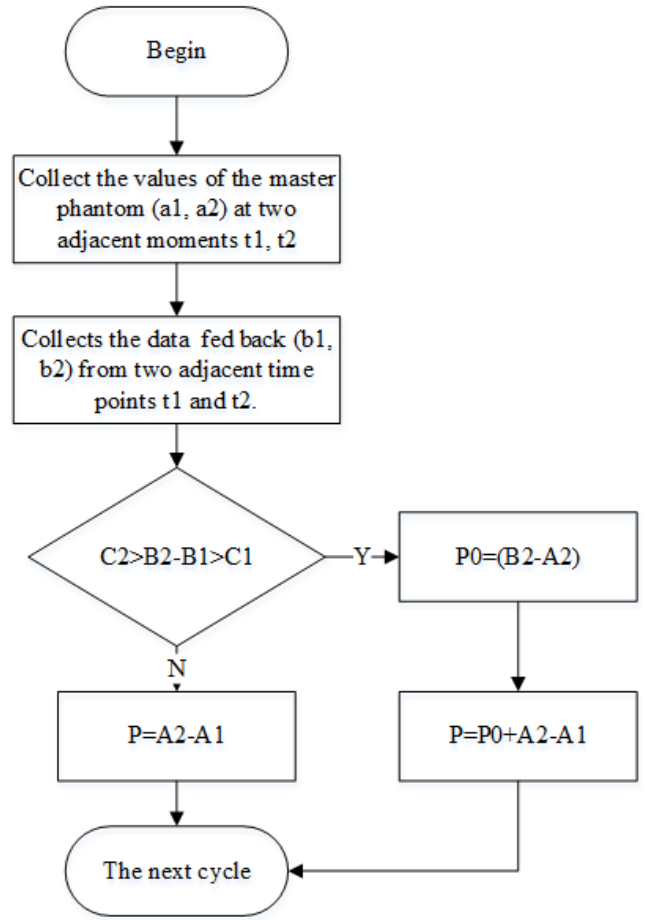 Begin
Collect the values of the master
phantom (a1, a2) at two
adjacent moments t1, t2
Collects the data fed back (b1,
b2) from two adjacent time
points t1 and t2.
C2>B2-B1>C1
Y
P0=(B2-A2)
N
P=A2-A1
P=P0+A2-A1
The next cycle